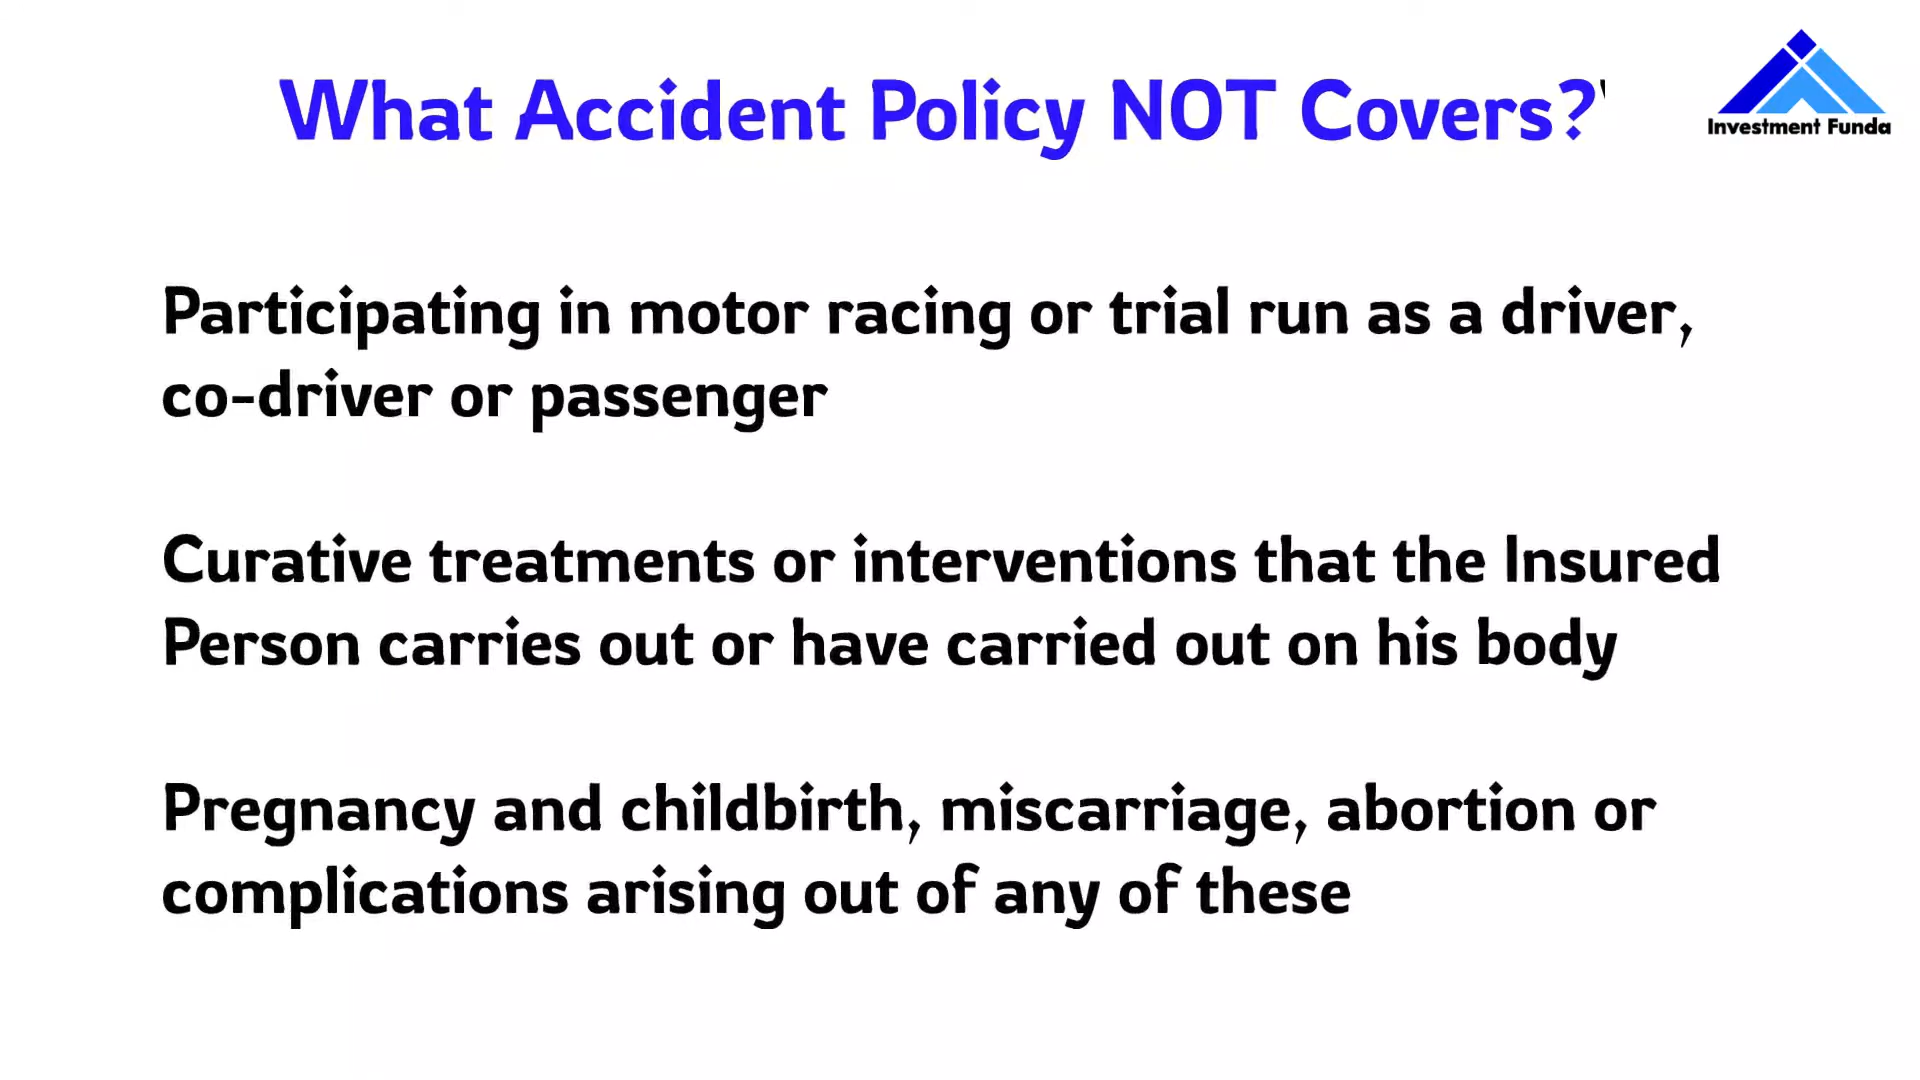 What Accident Policy NOT Covers?'
Investment Funda
Participating in motor racing or trial run as a driver,
co-driver or passenger
Curative treatments or interventions that the Insured
Person carries out or have carried out on his body
Pregnancy and childbirth, miscarriage, abortion or
complications arising out of any of these